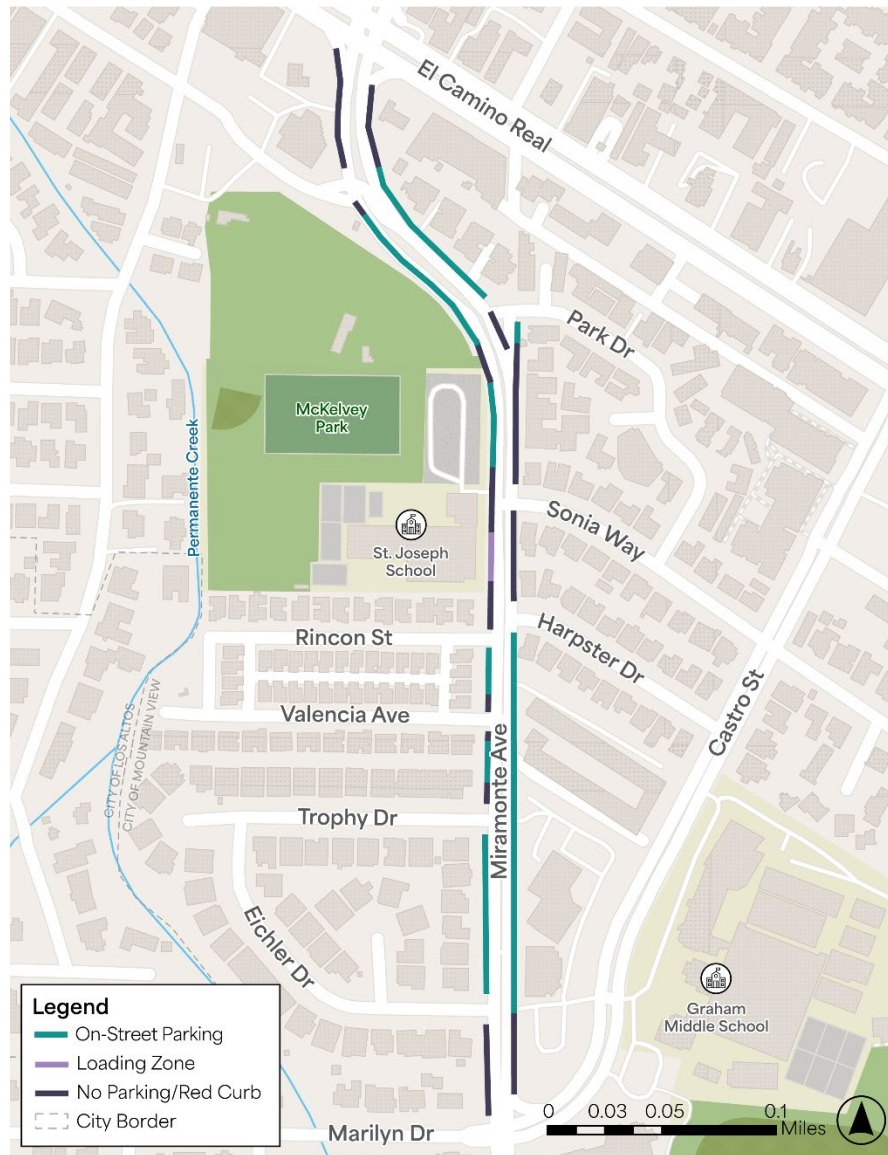 El Camino Real
Park Dr
McKelvey
Park
Permanente Creek
St. Joseph
School
Sonia Way
Rincon St
Harpster Dr
Valencia Ave
Castro St
CITY OF LOS ALTOS
CITY OF MOUNTAIN VIEW
Miramonte Ave
Trophy Dr
Eichler Dr
Graham
Middle School
Legend
On-Street Parking
Loading Zone
No Parking/Red Curb
City Border
Marilyn Dr
0 0.03 0.05 0.1
Miles